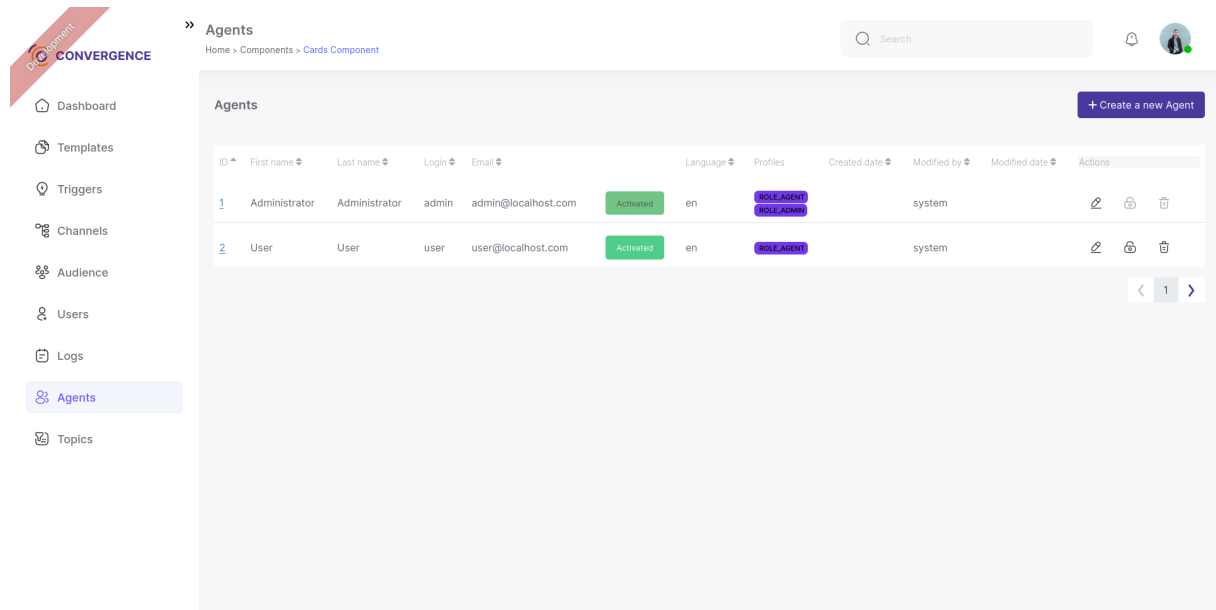 Development
CONVERGENCE
Dashboard
Templates
Triggers
Channels
Audience
Users
Logs
Agents
Topics
Agents
Home > Components > Cards Component
Search
Agents
+ Create a new Agent
ID First name Last name Login Email Language Profiles Created date Modified by Modified date Actions
1 Administrator Administrator admin admin@localhost.com Activated en ROLE_AGENT ROLE_ADMIN system
2 User User user user@localhost.com Activated en ROLE_AGENT system
1